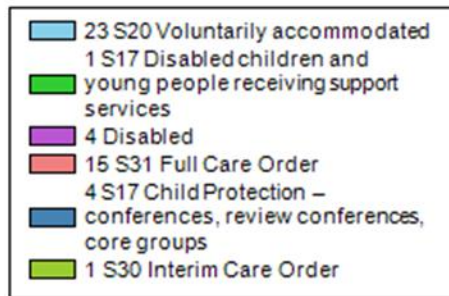 23 S20 Voluntarily accommodated
1 S17 Disabled children and
young people receiving support
services
4 Disabled
15 S31 Full Care Order
4 S17 Child Protection –
conferences, review conferences,
core groups
1 S30 Interim Care Order